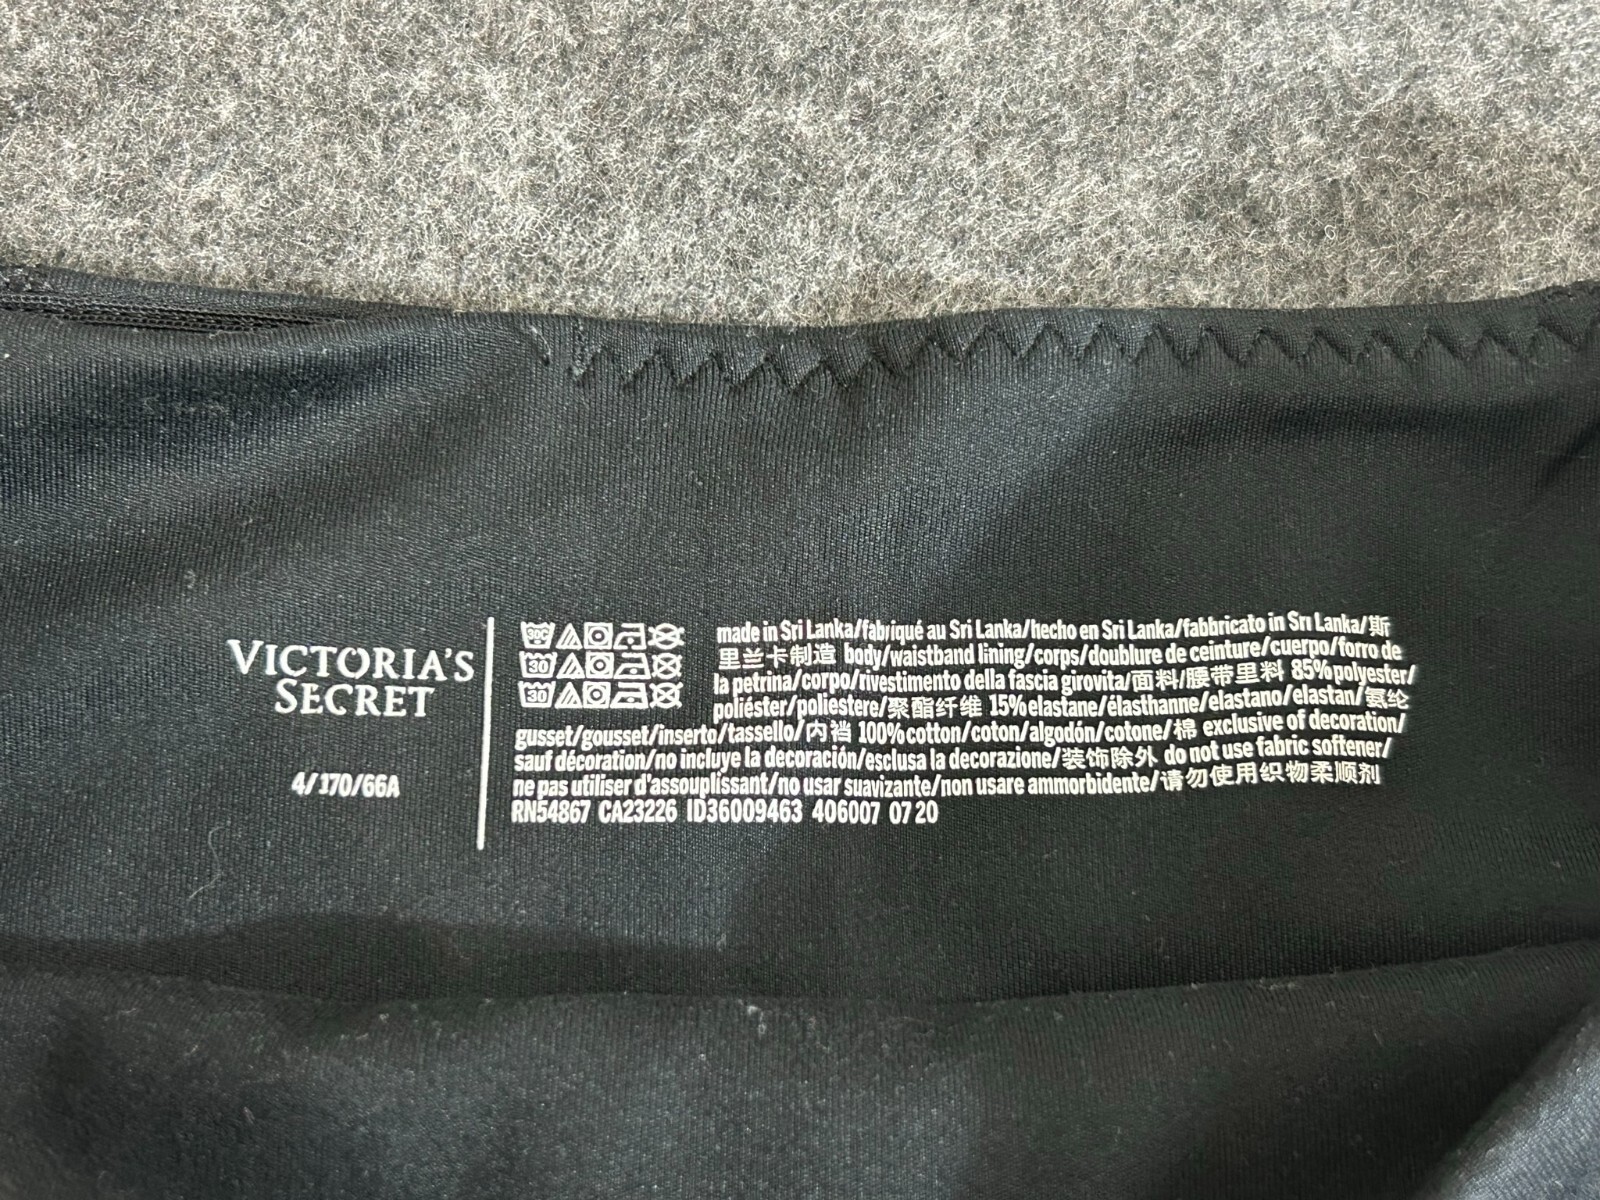 VICTORIA'S
SECRET
4/170/66A
30C
30
30
made in Sri Lanka/fabriqué au Sri Lanka/hecho en Sri Lanka/fabbricato in Sri Lanka/斯
里兰卡制造 body/waistband lining/corps/doublure de ceinture/cuerpo/forro de
la petrina/corpo/rivestimento della fascia girovita/面料/腰带里料 85%polyester/
poliéster/poliestere/聚酯纤维 15%elastane/élasthanne/elastano/elastan/氨纶
gusset/gousset/inserto/tassello/内裆 100%cotton/coton/algodón/cotone/棉 exclusive of decoration/
sauf décoration/no incluye la decoración/esclusa la decorazione/装饰除外 do not use fabric softener/
ne pas utiliser d'assouplissant/no usar suavizante/non usare ammorbidente/请勿使用织物柔顺剂
RN54867 CA23226 ID36009463 406007 07 20